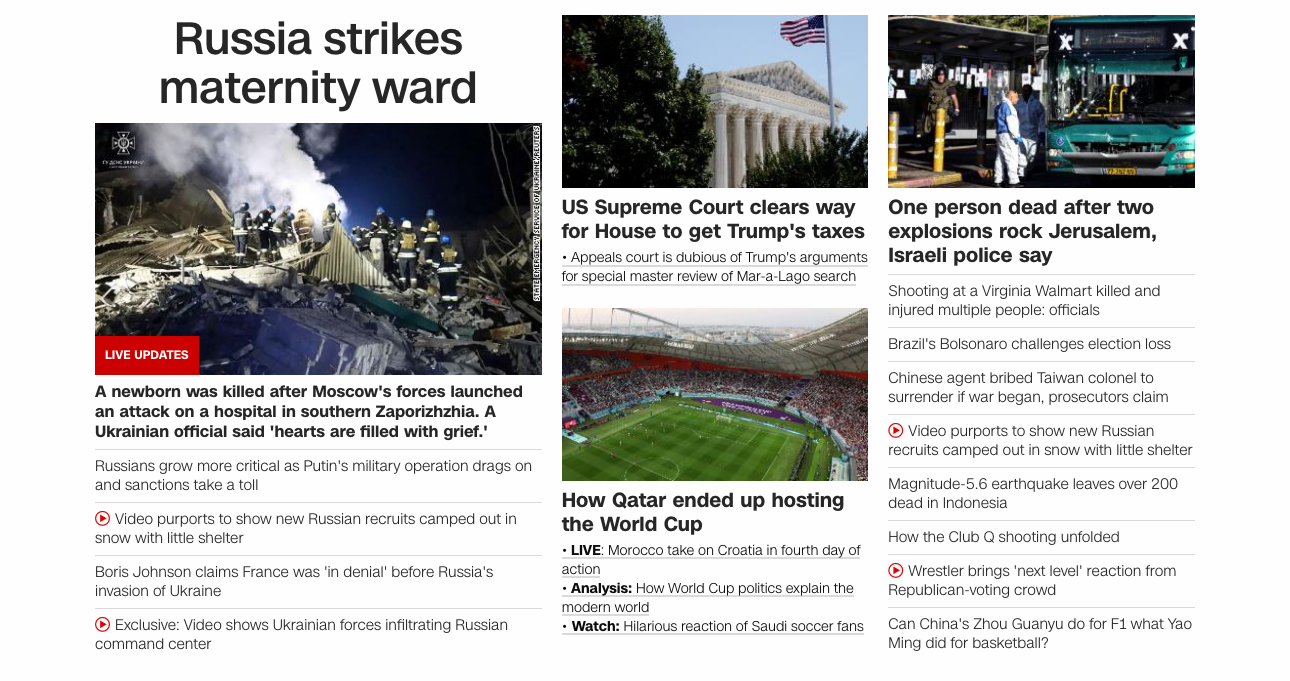 Russia strikes
maternity ward
STATE EMERGENCY SERVICE OF UKRAINE/REUTERS
LIVE UPDATES
A newborn was killed after Moscow's forces launched
an attack on a hospital in southern Zaporizhzhia. A
Ukrainian official said 'hearts are filled with grief.'
Russians grow more critical as Putin's military operation drags on
and sanctions take a toll
Video purports to show new Russian recruits camped out in
snow with little shelter
Boris Johnson claims France was 'in denial' before Russia's
invasion of Ukraine
Exclusive: Video shows Ukrainian forces infiltrating Russian
command center
US Supreme Court clears way
for House to get Trump's taxes
• Appeals court is dubious of Trump's arguments
for special master review of Mar-a-Lago search
How Qatar ended up hosting
the World Cup
• LIVE: Morocco take on Croatia in fourth day of
action
• Analysis: How World Cup politics explain the
modern world
• Watch: Hilarious reaction of Saudi soccer fans
One person dead after two
explosions rock Jerusalem,
Israeli police say
Shooting at a Virginia Walmart killed and
injured multiple people: officials
Brazil's Bolsonaro challenges election loss
Chinese agent bribed Taiwan colonel to
surrender if war began, prosecutors claim
Video purports to show new Russian
recruits camped out in snow with little shelter
Magnitude-5.6 earthquake leaves over 200
dead in Indonesia
How the Club Q shooting unfolded
Wrestler brings 'next level' reaction from
Republican-voting crowd
Can China's Zhou Guanyu do for F1 what Yao
Ming did for basketball?